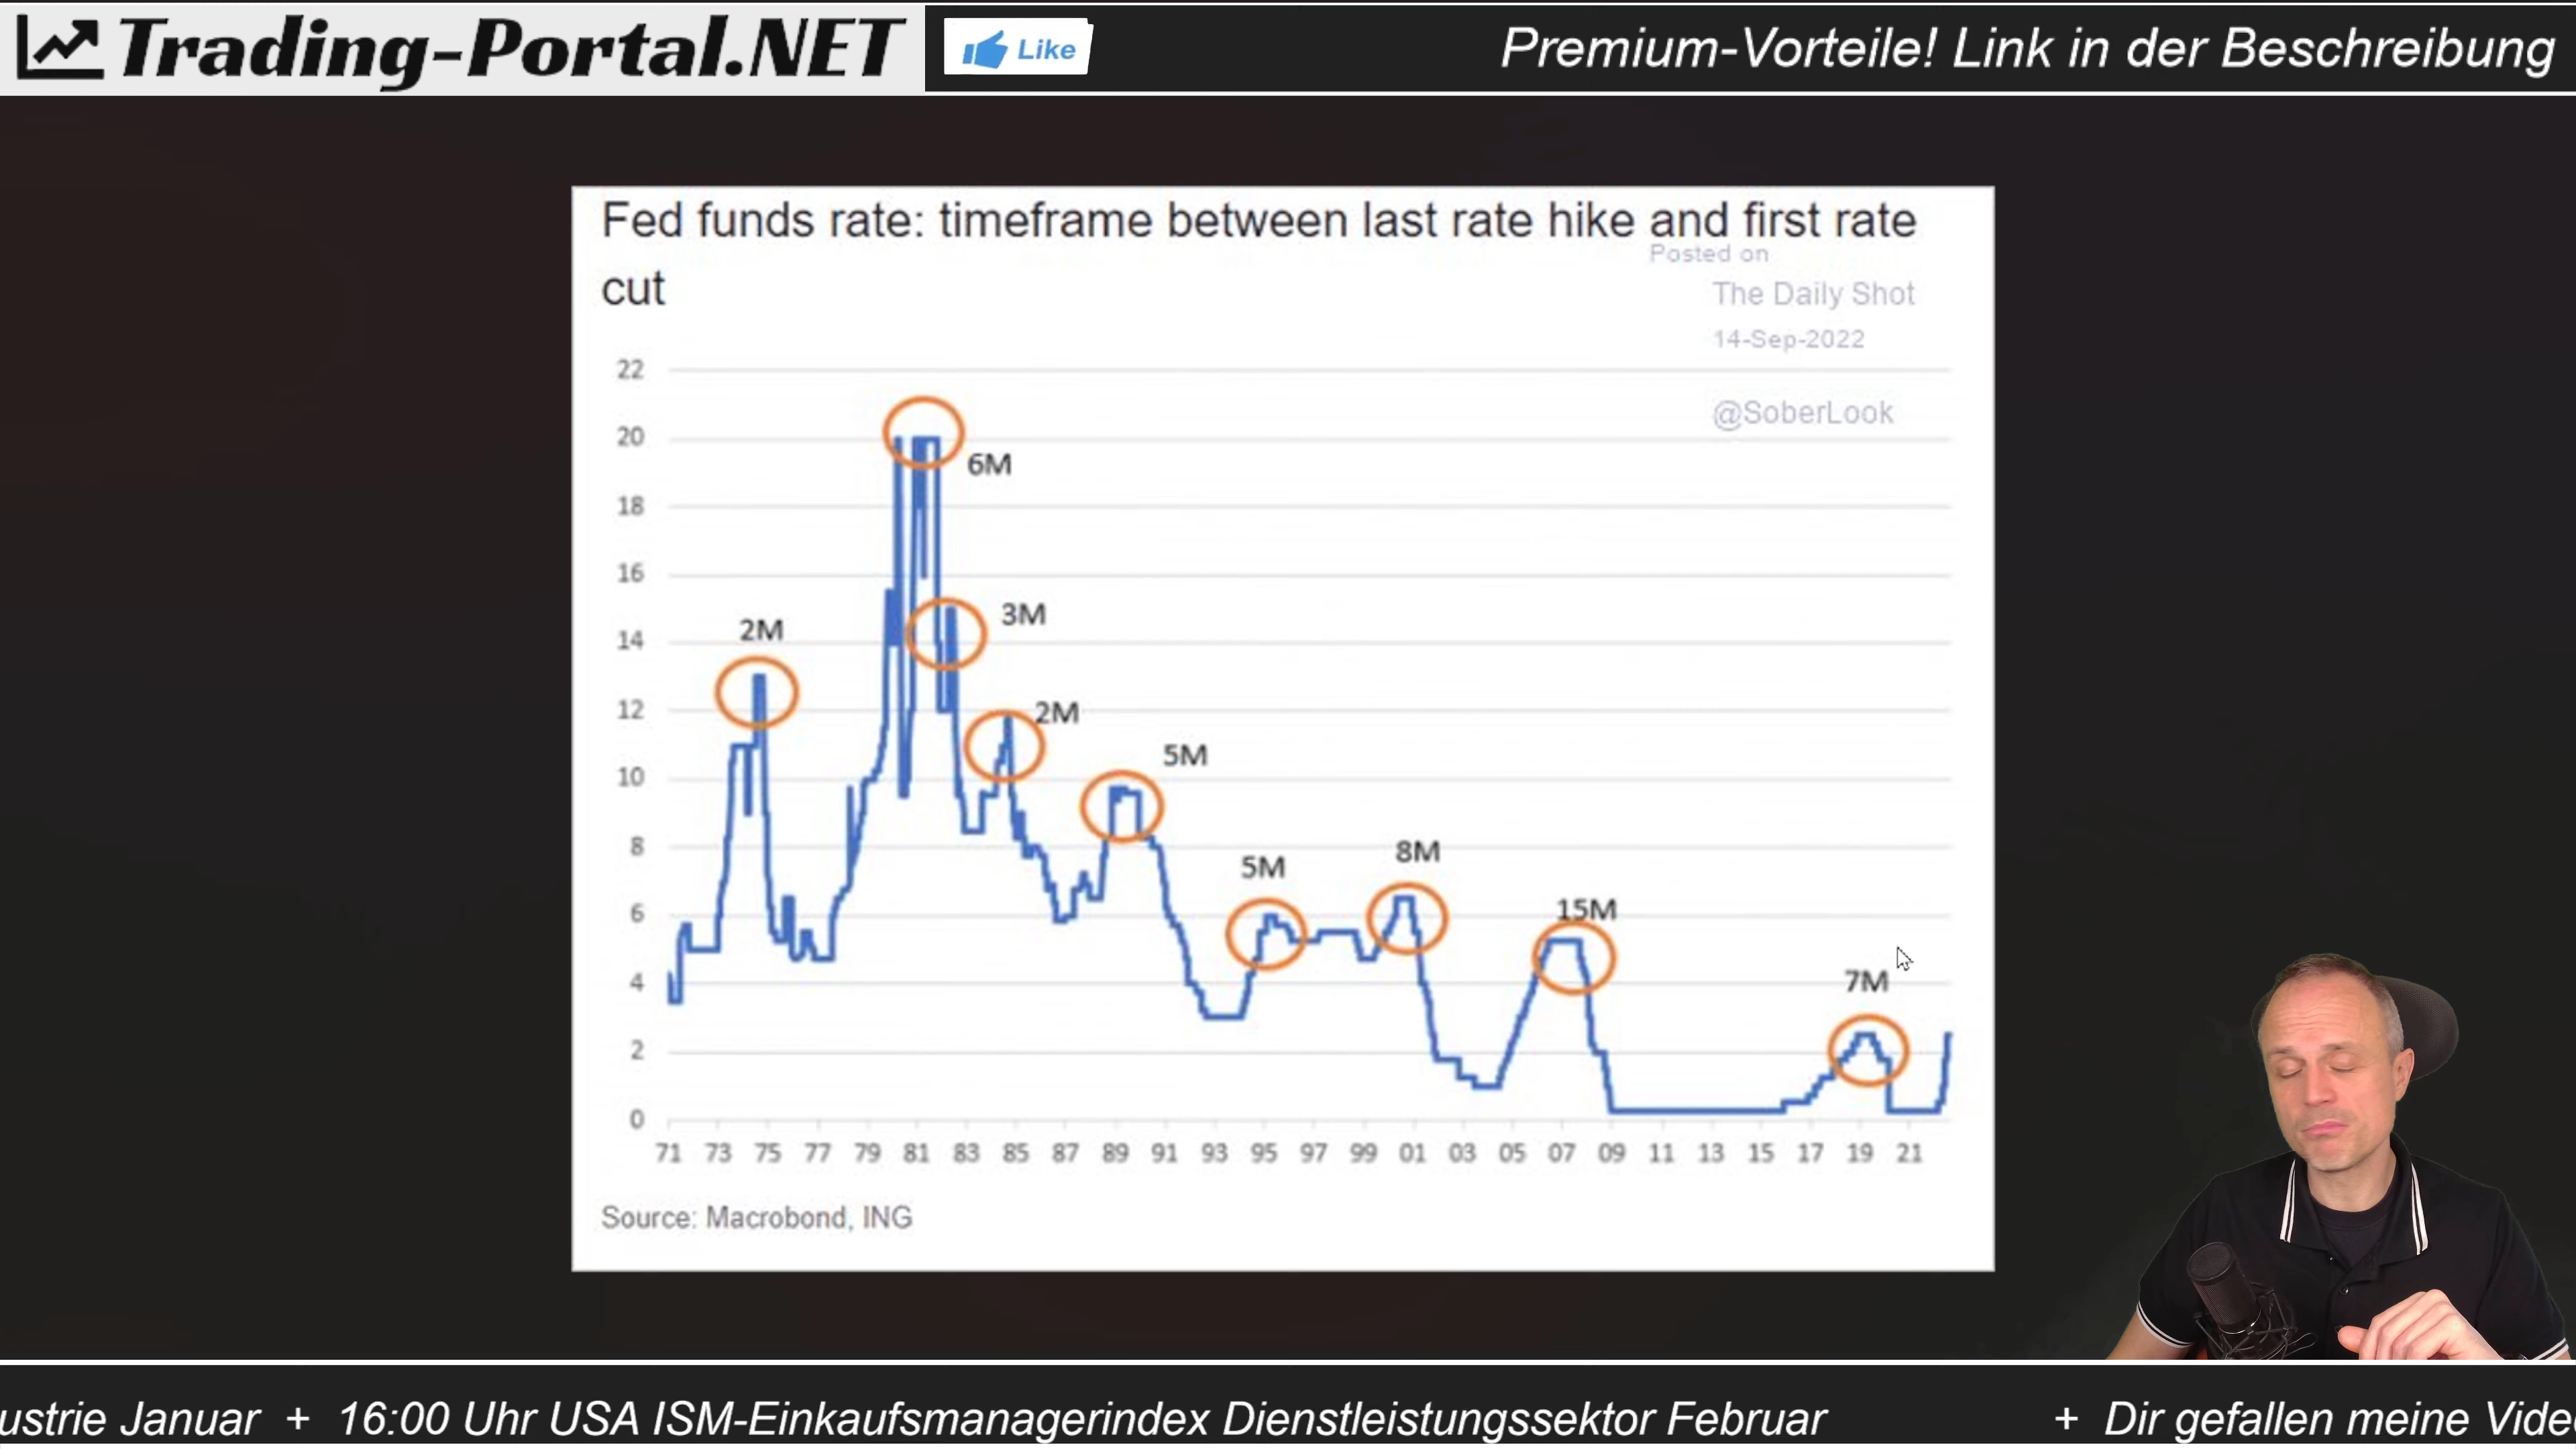 Trading-Portal.NET
Like
Premium-Vorteile! Link in der Beschreibung
Fed funds rate: timeframe between last rate hike and first rate
cut
Posted on
The Daily Shot
14-Sep-2022
@SoberLook
22
20
18
16
14
12
10
8
6
4
2
0
2M
6M
3M
2M
5M
5M
8M
15M
7M
71 73 75 77 79 81 83 85 87 89 91 93 95 97 99 01 03 05 07 09 11 13 15 17 19 21
Source: Macrobond, ING
ustrie Januar + 16:00 Uhr USA ISM-Einkaufsmanagerindex Dienstleistungssektor Februar + Dir gefallen meine Vide